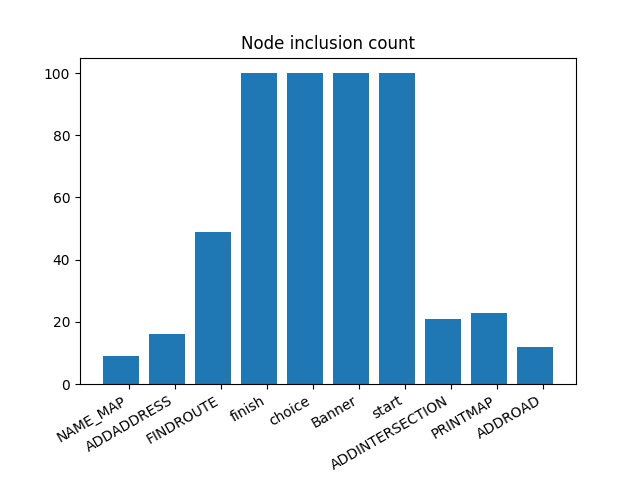 Node inclusion count
100
80
60
40
20
0
NAME_MAP
ADDADDRESS
FINDROUTE
finish
choice
Banner
start
ADDINTERSECTION
PRINTMAP
ADDROAD